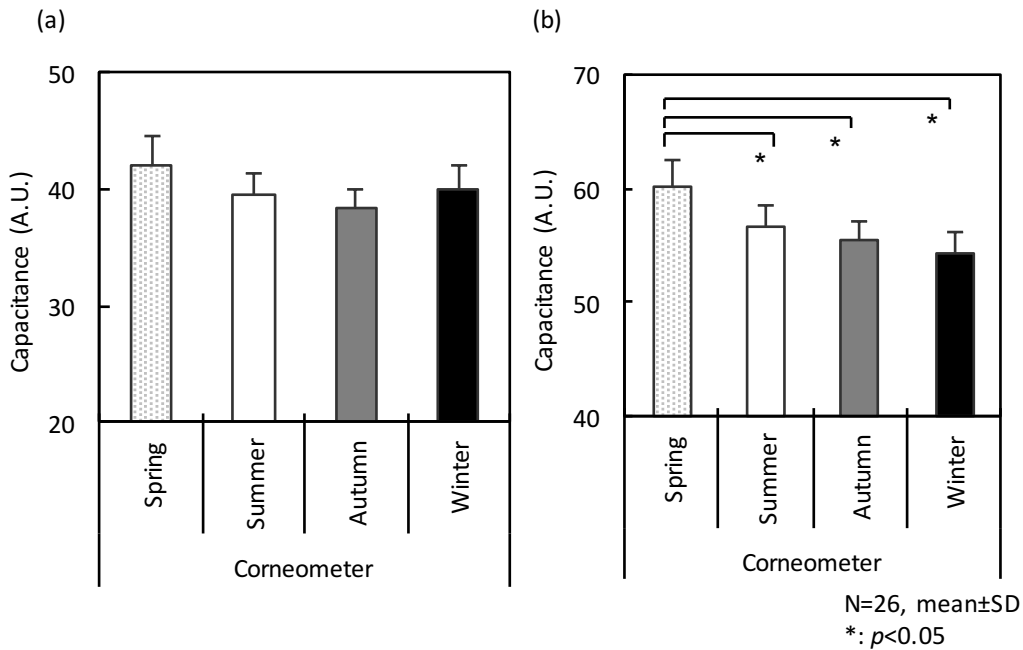 (a)
50
40
30
20
Capacitance (A.U.)
Spring
Summer
Autumn
Winter
Corneometer
(b)
70
60
50
40
Capacitance (A.U.)
*
*
*
Spring
Summer
Autumn
Winter
Corneometer
N=26, mean±SD
*: p<0.05